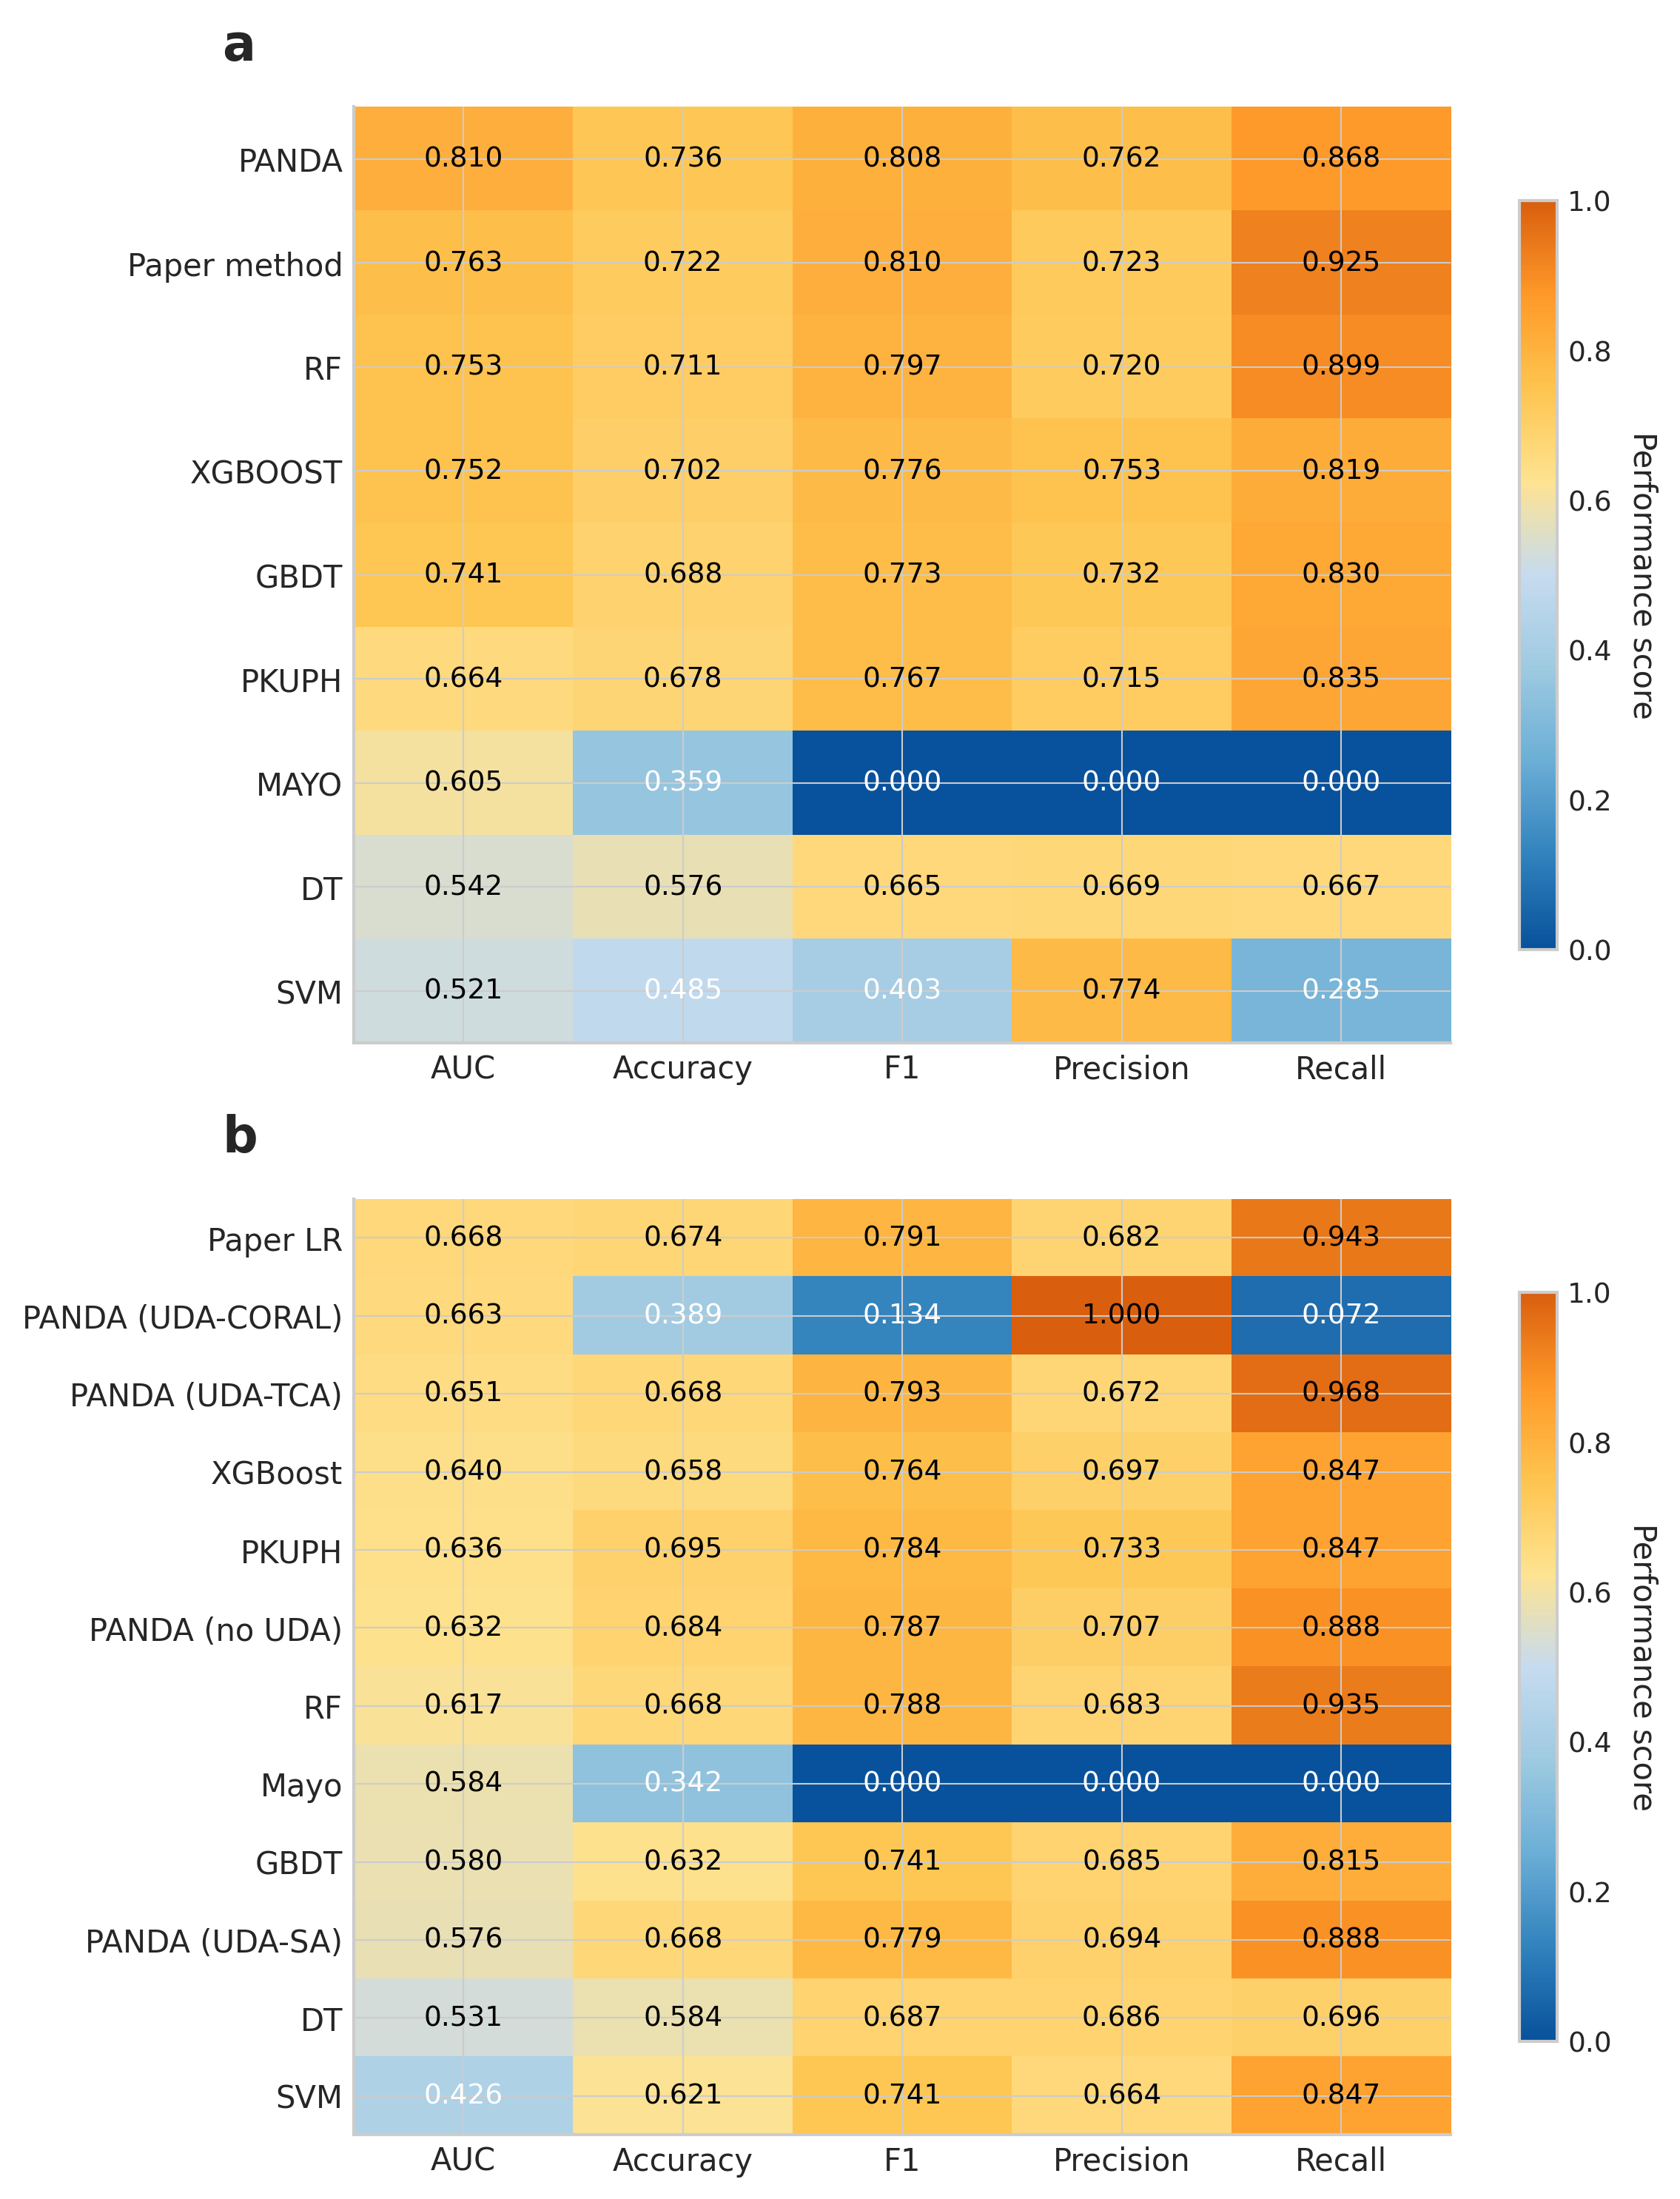 a
PANDA 0.810 0.736 0.808 0.762 0.868
Paper method 0.763 0.722 0.810 0.723 0.925
RF 0.753 0.711 0.797 0.720 0.899
XGBOOST 0.752 0.702 0.776 0.753 0.819
GBDT 0.741 0.688 0.773 0.732 0.830
PKUPH 0.664 0.678 0.767 0.715 0.835
MAYO 0.605 0.359 0.000 0.000 0.000
DT 0.542 0.576 0.665 0.669 0.667
SVM 0.521 0.485 0.403 0.774 0.285
AUC Accuracy F1 Precision Recall
1.0
0.8
0.6
0.4
0.2
0.0
Performance score
b
Paper LR 0.668 0.674 0.791 0.682 0.943
PANDA (UDA-CORAL) 0.663 0.389 0.134 1.000 0.072
PANDA (UDA-TCA) 0.651 0.668 0.793 0.672 0.968
XGBoost 0.640 0.658 0.764 0.697 0.847
PKUPH 0.636 0.695 0.784 0.733 0.847
PANDA (no UDA) 0.632 0.684 0.787 0.707 0.888
RF 0.617 0.668 0.788 0.683 0.935
Mayo 0.584 0.342 0.000 0.000 0.000
GBDT 0.580 0.632 0.741 0.685 0.815
PANDA (UDA-SA) 0.576 0.668 0.779 0.694 0.888
DT 0.531 0.584 0.687 0.686 0.696
SVM 0.426 0.621 0.741 0.664 0.847
AUC Accuracy F1 Precision Recall
1.0
0.8
0.6
0.4
0.2
0.0
Performance score